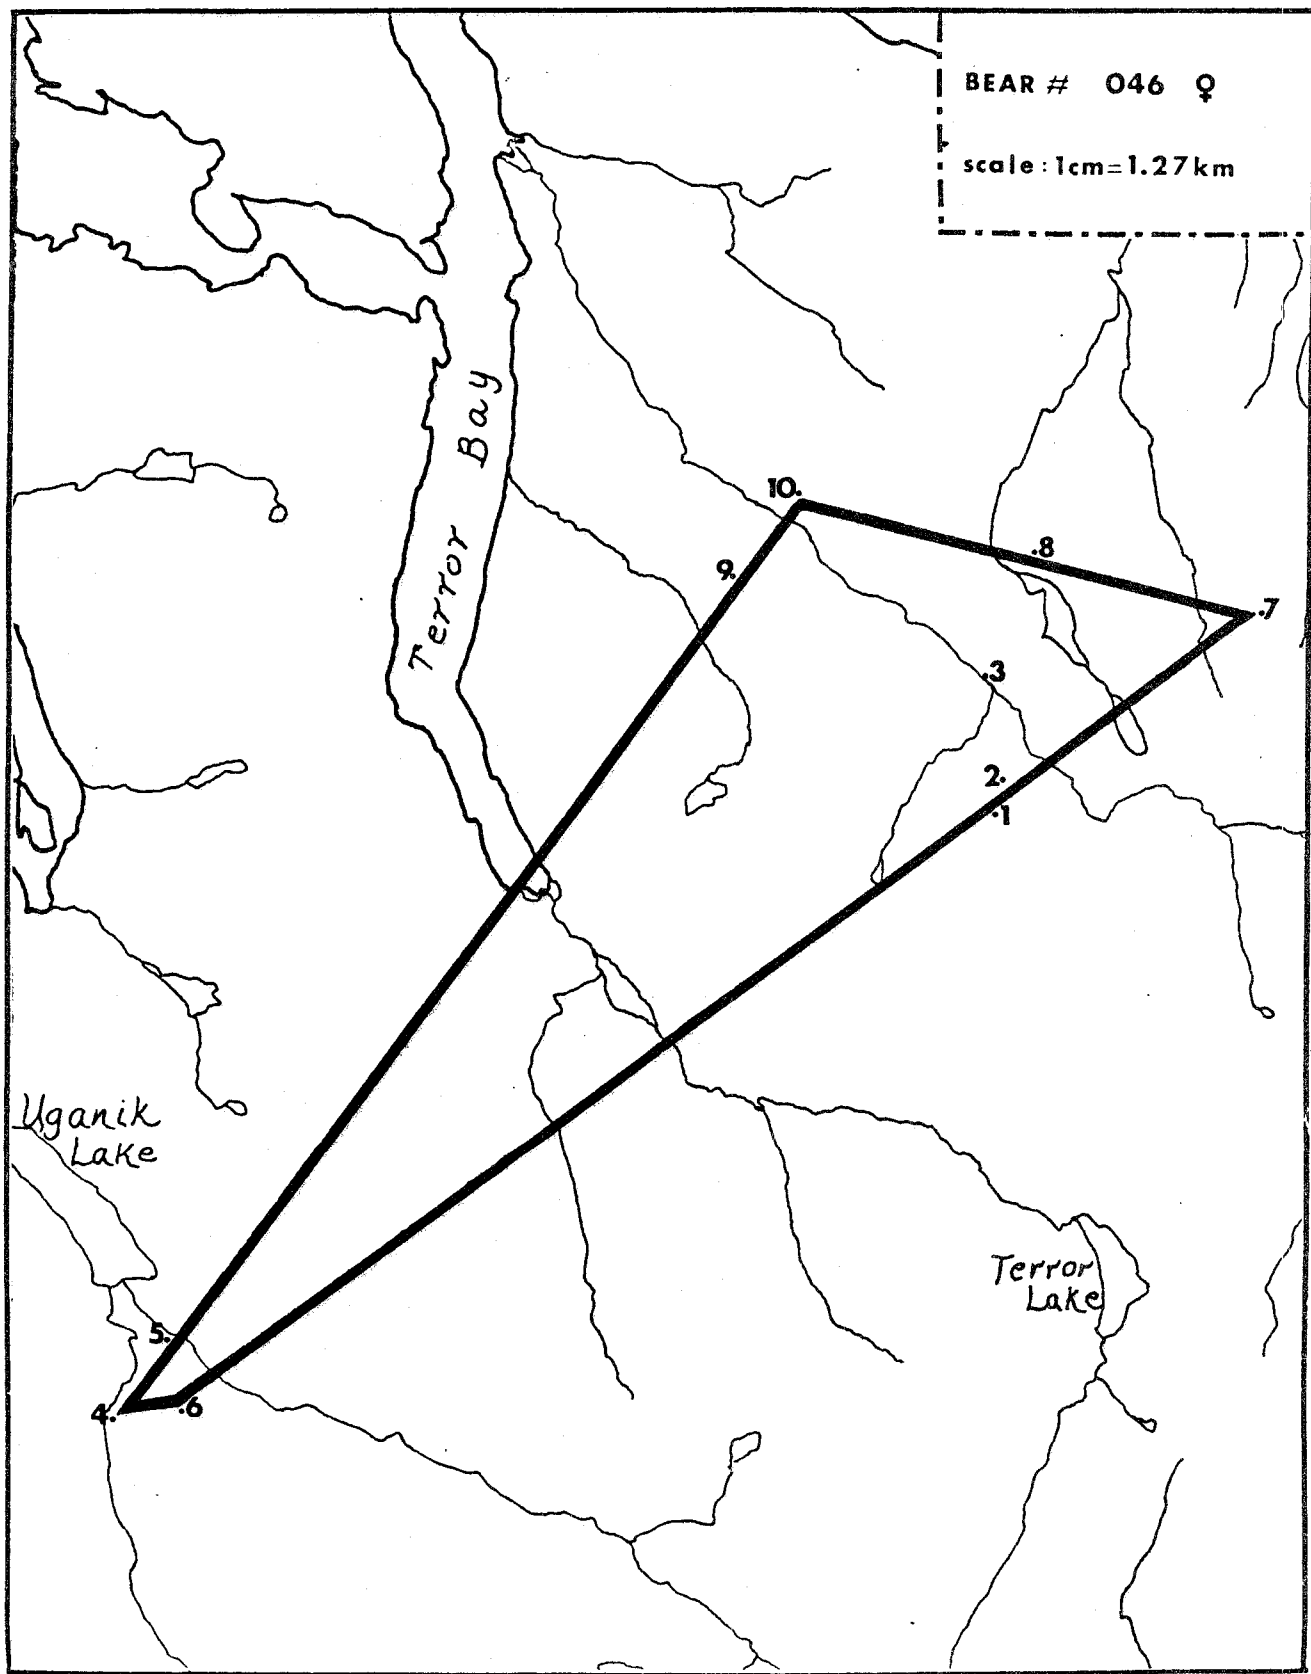 BEAR # 046 ♀
scale: 1cm=1.27km
Terror Bay
10.
.8
9.
.7
.3
2.
.1
Uganik
Lake
Terror
Lake
5.
4.
.6